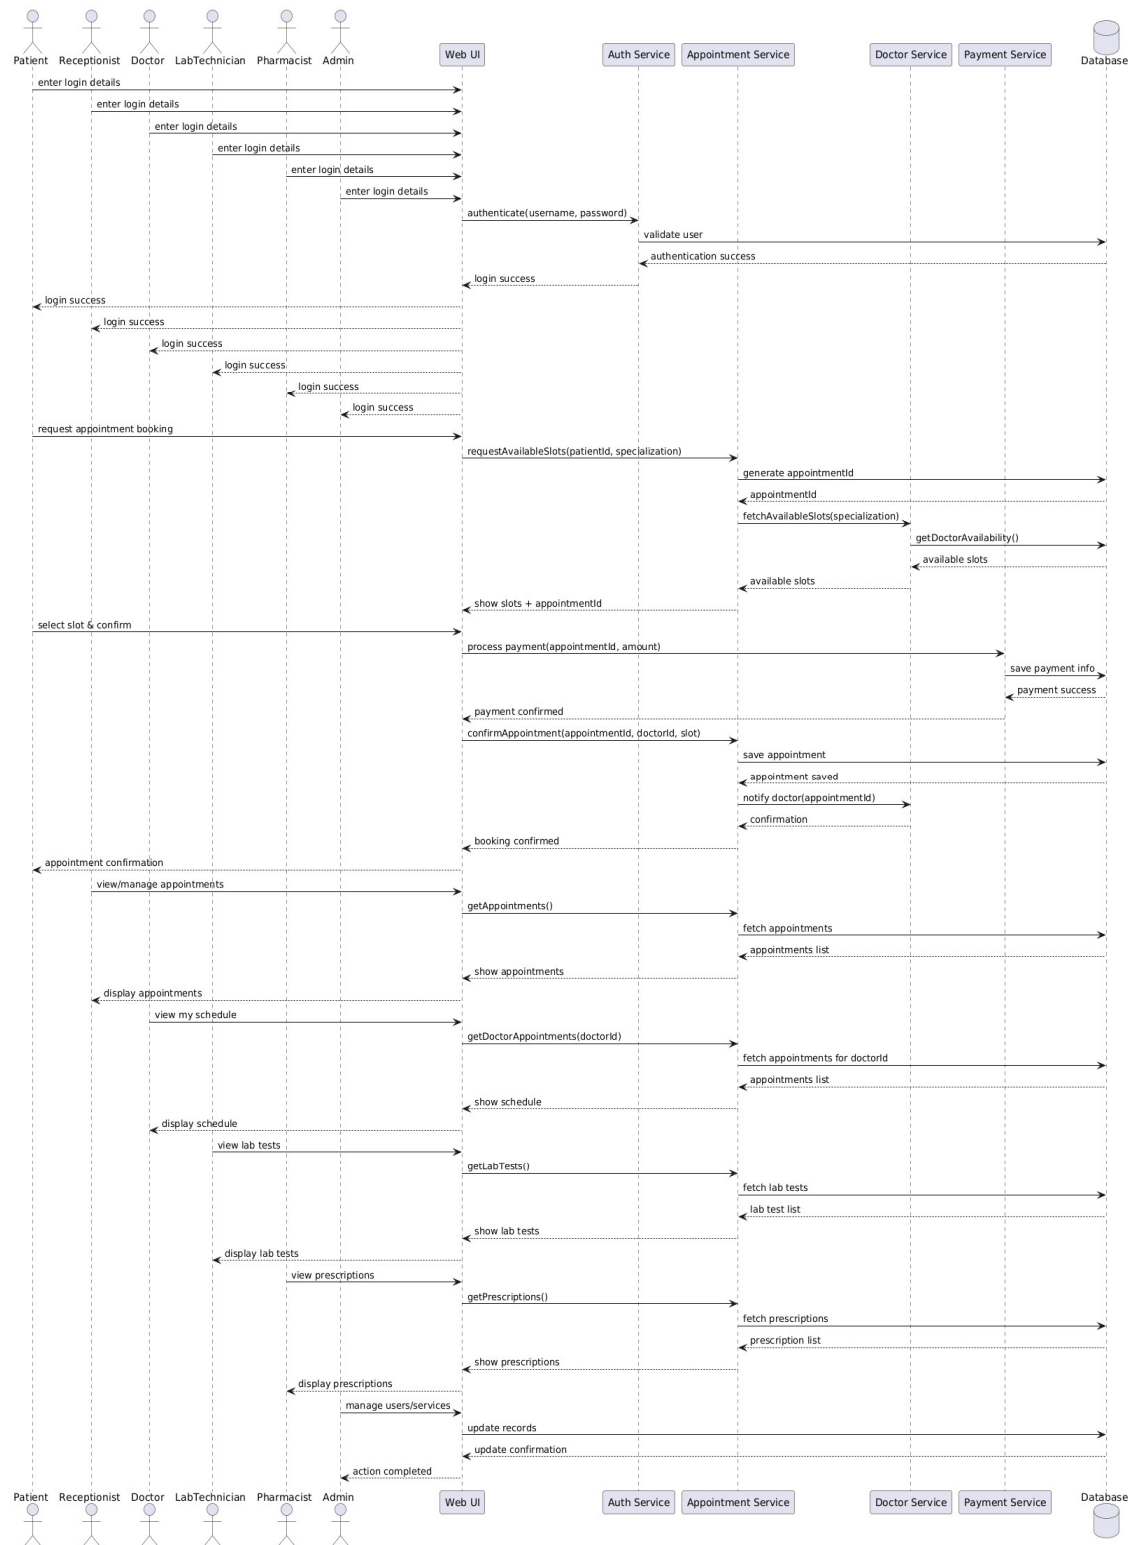 Patient Receptionist Doctor LabTechnician Pharmacist Admin Web UI Auth Service Appointment Service Doctor Service Payment Service Database
enter login details
enter login details
enter login details
enter login details
enter login details
enter login details
authenticate(username, password)
validate user
authentication success
login success
login success
login success
login success
login success
login success
login success
request appointment booking
requestAvailableSlots(patientId, specialization)
generate appointmentId
appointmentId
fetchAvailableSlots(specialization)
getDoctorAvailability()
available slots
available slots
show slots + appointmentId
select slot & confirm
process payment(appointmentId, amount)
save payment info
payment success
payment confirmed
confirmAppointment(appointmentId, doctorId, slot)
save appointment
appointment saved
notify doctor(appointmentId)
confirmation
booking confirmed
appointment confirmation
view/manage appointments
getAppointments()
fetch appointments
appointments list
show appointments
display appointments
view my schedule
getDoctorAppointments(doctorId)
fetch appointments for doctorId
appointments list
show schedule
display schedule
view lab tests
getLabTests()
fetch lab tests
lab test list
show lab tests
display lab tests
view prescriptions
getPrescriptions()
fetch prescriptions
prescription list
show prescriptions
display prescriptions
manage users/services
update records
update confirmation
action completed
Patient Receptionist Doctor LabTechnician Pharmacist Admin Web UI Auth Service Appointment Service Doctor Service Payment Service Database